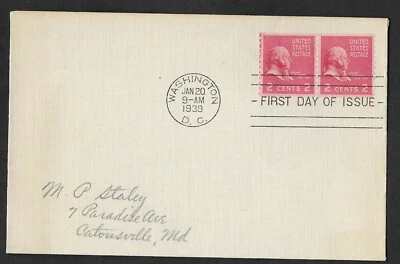 UNITED STATES POSTAGE
2 CENTS 2
UNITED STATES POSTAGE
2 CENTS 2
WASHINGTON
JAN 20
9-AM
1939
D. C.
- FIRST DAY OF ISSUE -
M. P Staley
7 Paradise Ave
Catonsville, Md